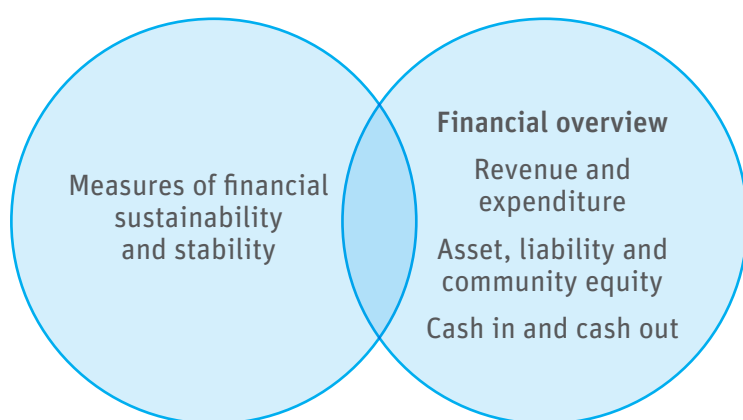 Measures of financial
sustainability
and stability
Financial overview
Revenue and
expenditure
Asset, liability and
community equity
Cash in and cash out